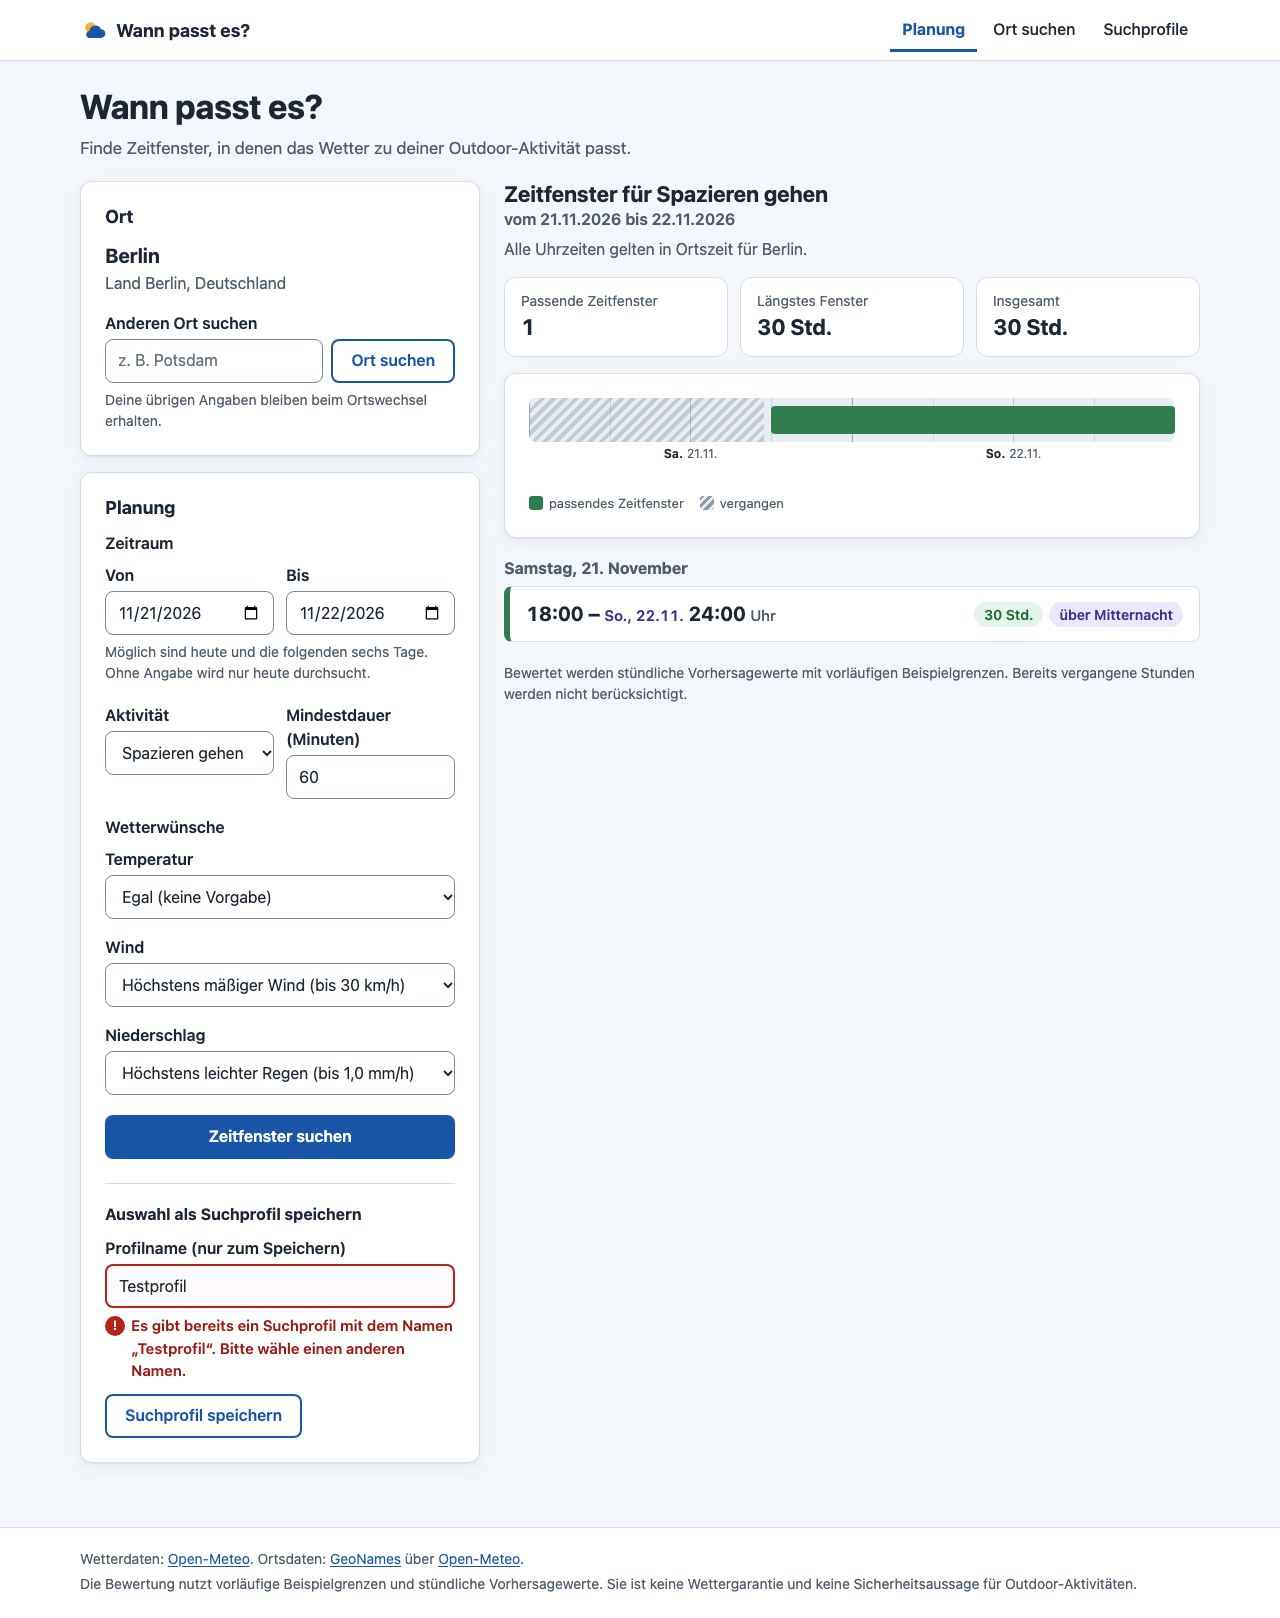 Wann passt es?
Planung
Ort suchen
Suchprofile
Wann passt es?
Finde Zeitfenster, in denen das Wetter zu deiner Outdoor-Aktivität passt.
Ort
Berlin
Land Berlin, Deutschland
Anderen Ort suchen
z. B. Potsdam
Ort suchen
Deine übrigen Angaben bleiben beim Ortswechsel
erhalten.
Planung
Zeitraum
Von
Bis
11/21/2026
11/22/2026
Möglich sind heute und die folgenden sechs Tage.
Ohne Angabe wird nur heute durchsucht.
Aktivität
Mindestdauer
(Minuten)
Spazieren gehen
60
Wetterwünsche
Temperatur
Egal (keine Vorgabe)
Wind
Höchstens mäßiger Wind (bis 30 km/h)
Niederschlag
Höchstens leichter Regen (bis 1,0 mm/h)
Zeitfenster suchen
Auswahl als Suchprofil speichern
Profilname (nur zum Speichern)
Testprofil
! Es gibt bereits ein Suchprofil mit dem Namen
„Testprofil“. Bitte wähle einen anderen
Namen.
Suchprofil speichern
Zeitfenster für Spazieren gehen
vom 21.11.2026 bis 22.11.2026
Alle Uhrzeiten gelten in Ortszeit für Berlin.
Passende Zeitfenster
1
Längstes Fenster
30 Std.
Insgesamt
30 Std.
Sa. 21.11.
So. 22.11.
passendes Zeitfenster
vergangen
Samstag, 21. November
18:00 – So., 22.11. 24:00 Uhr
30 Std.
über Mitternacht
Bewertet werden stündliche Vorhersagewerte mit vorläufigen Beispielgrenzen. Bereits vergangene Stunden
werden nicht berücksichtigt.
Wetterdaten: Open-Meteo. Ortsdaten: GeoNames über Open-Meteo.
Die Bewertung nutzt vorläufige Beispielgrenzen und stündliche Vorhersagewerte. Sie ist keine Wettergarantie und keine Sicherheitsaussage für Outdoor-Aktivitäten.